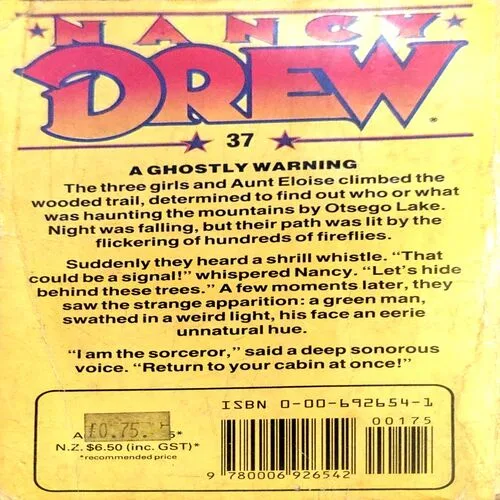 NANCY
DREW
37
A GHOSTLY WARNING
The three girls and Aunt Eloise climbed the
wooded trail, determined to find out who or what
was haunting the mountains by Otsego Lake.
Night was falling, but their path was lit by the
flickering of hundreds of fireflies.
Suddenly they heard a shrill whistle. “That
could be a signal!” whispered Nancy. “Let’s hide
behind these trees.” A few moments later, they
saw the strange apparition: a green man,
swathed in a weird light, his face an eerie
unnatural hue.
“I am the sorceror,” said a deep sonorous
voice. “Return to your cabin at once!”
ISBN 0-00-692654-1
00175
£0.75.
N.Z. $6.50 (inc. GST)*
*recommended price
9 780006 926542